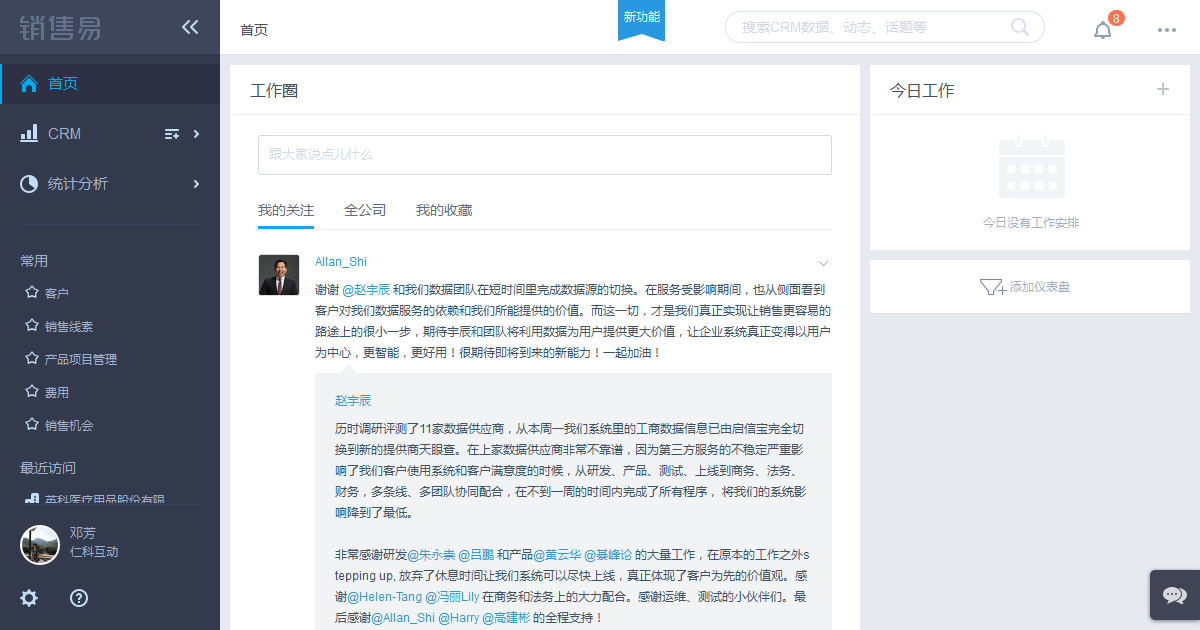 销售易
首页
新功能
搜索CRM数据、动态、话题等
8
首页
CRM
统计分析
常用
客户
销售线索
产品项目管理
费用
销售机会
最近访问
英科医疗用品股份有限
邓芳
仁科互动
工作圈
跟大家说点儿什么
我的关注 全公司 我的收藏
Allan_Shi
谢谢 @赵宇辰 和我们数据团队在短时间里完成数据源的切换。在服务受影响期间，也从侧面看到
客户对我们数据服务的依赖和我们所能提供的价值。而这一切，才是我们真正实现让销售更容易的
路途上的很小一步，期待宇辰和团队将利用数据为用户提供更大价值，让企业系统真正变得以用户
为中心，更智能，更好用！很期待即将到来的新能力！一起加油！
赵宇辰
历时调研评测了11家数据供应商，从本周一我们系统里的工商数据信息已由启信宝完全切
换到新的提供商天眼查。在上家数据供应商非常不靠谱，因为第三方服务的不稳定严重影
响了我们客户使用系统和客户满意度的时候，从研发、产品、测试、上线到商务、法务、
财务，多条线、多团队协同配合，在不到一周的时间内完成了所有程序， 将我们的系统影
响降到了最低。
非常感谢研发@朱永崇 @吕鹏 和产品@黄云华 @綦峰论 的大量工作，在原本的工作之外s
tepping up, 放弃了休息时间让我们系统可以尽快上线，真正体现了客户为先的价值观。感
谢@Helen-Tang @冯丽Lily 在商务和法务上的大力配合。感谢运维、测试的小伙伴们。最
后感谢@Allan_Shi @Harry @高建彬 的全程支持！
今日工作
今日没有工作安排
添加仪表盘